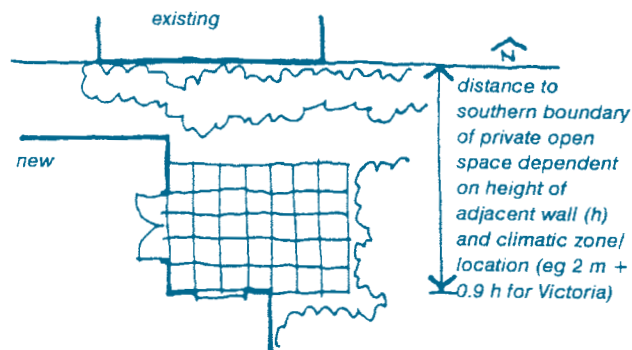 existing
N
distance to
southern boundary
of private open
space dependent
on height of
adjacent wall (h)
and climatic zone/
location (eg 2 m +
0.9 h for Victoria)
new